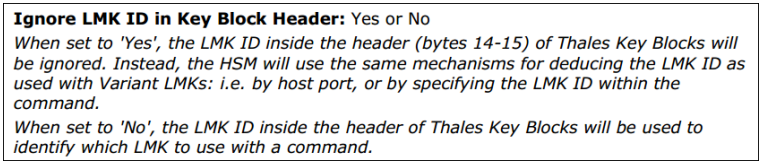 Ignore LMK ID in Key Block Header: Yes or No
When set to 'Yes', the LMK ID inside the header (bytes 14-15) of Thales Key Blocks will
be ignored. Instead, the HSM will use the same mechanisms for deducing the LMK ID as
used with Variant LMKs: i.e. by host port, or by specifying the LMK ID within the
command.
When set to 'No', the LMK ID inside the header of Thales Key Blocks will be used to
identify which LMK to use with a command.